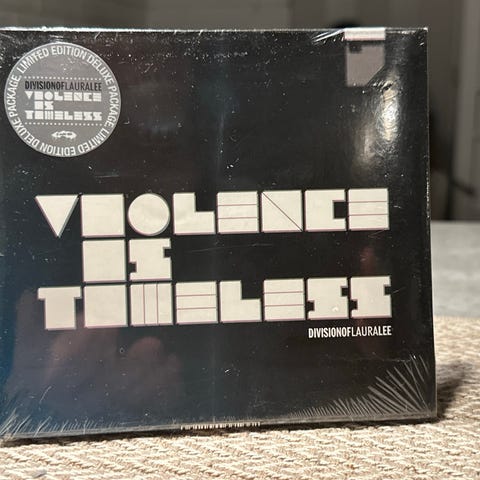 LIMITED EDITION DELUXE PACKAGE LIMITED EDITION DELUXE PACKAGE
DIVISIONOFLAURALEE
VIOLENCE
IS
TIMELESS
VIOLENCE
IS
TIMELESS
DIVISIONOFLAURALEE